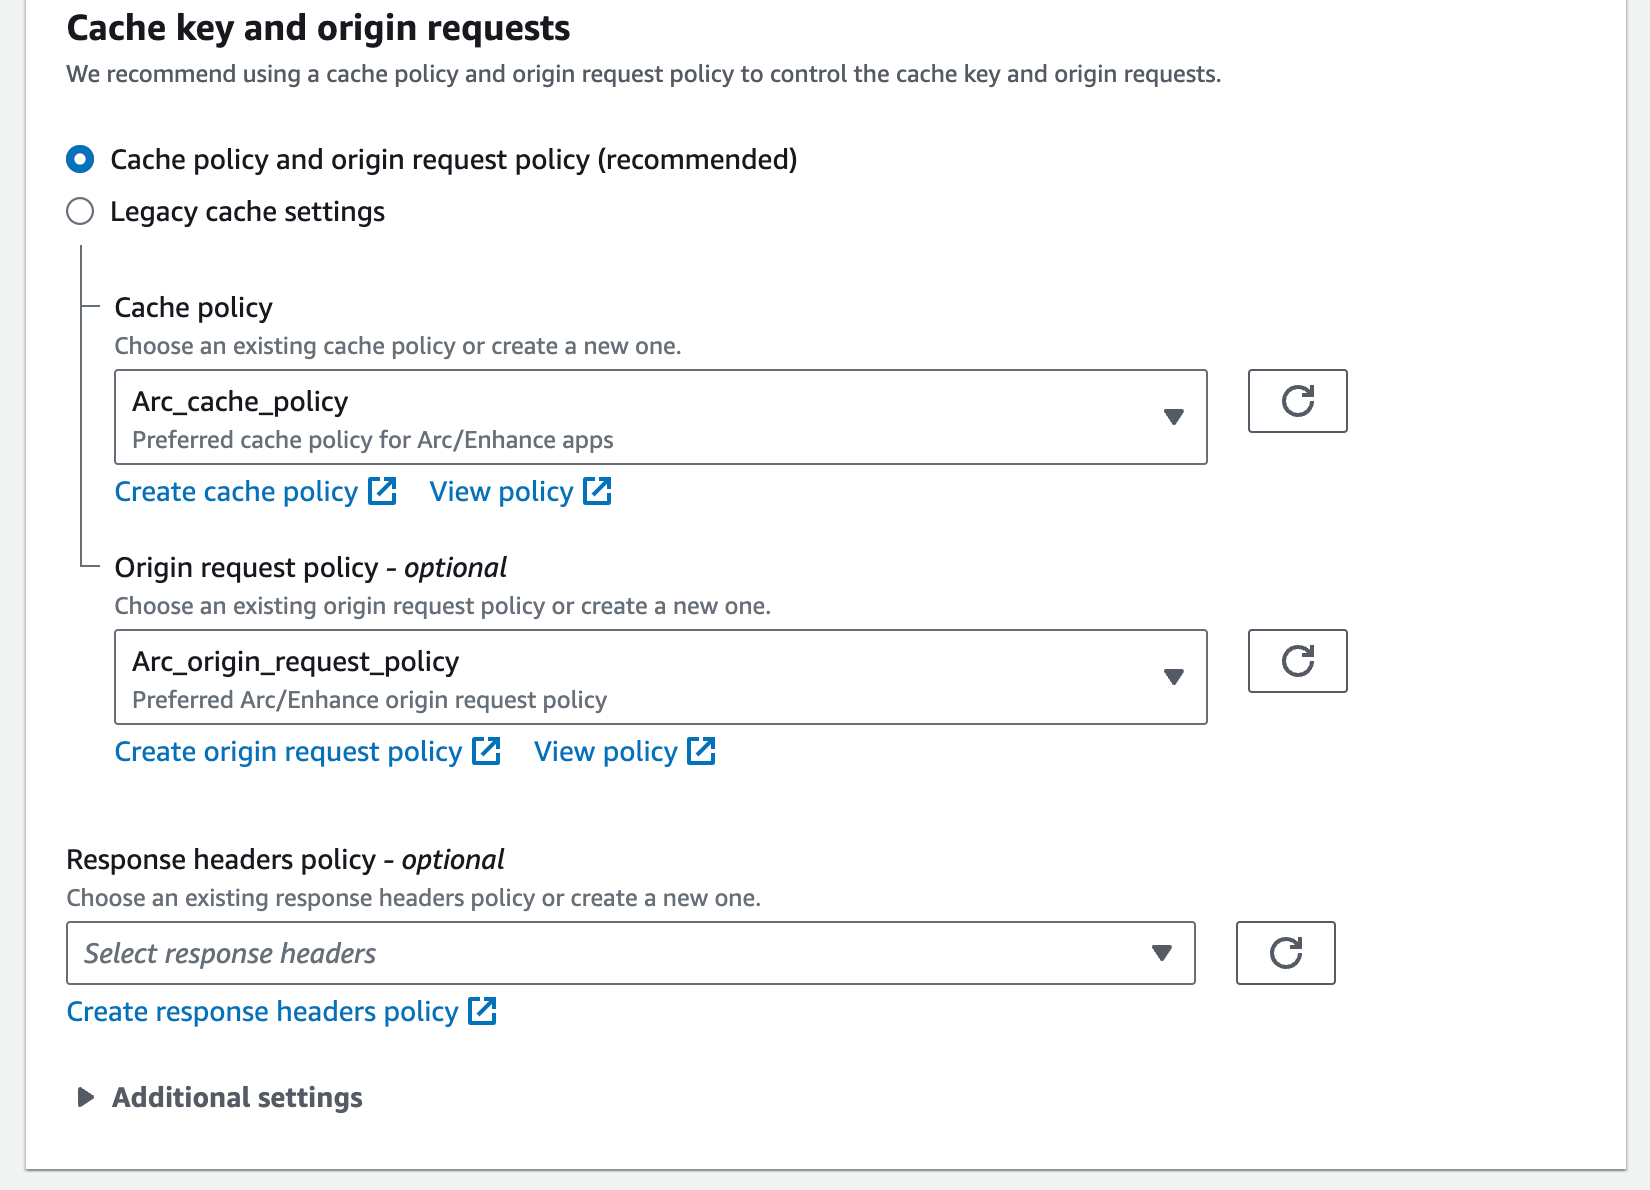 Cache key and origin requests
We recommend using a cache policy and origin request policy to control the cache key and origin requests.
Cache policy and origin request policy (recommended)
Legacy cache settings
Cache policy
Choose an existing cache policy or create a new one.
Arc_cache_policy
Preferred cache policy for Arc/Enhance apps
Create cache policy View policy
Origin request policy - optional
Choose an existing origin request policy or create a new one.
Arc_origin_request_policy
Preferred Arc/Enhance origin request policy
Create origin request policy View policy
Response headers policy - optional
Choose an existing response headers policy or create a new one.
Select response headers
Create response headers policy
Additional settings